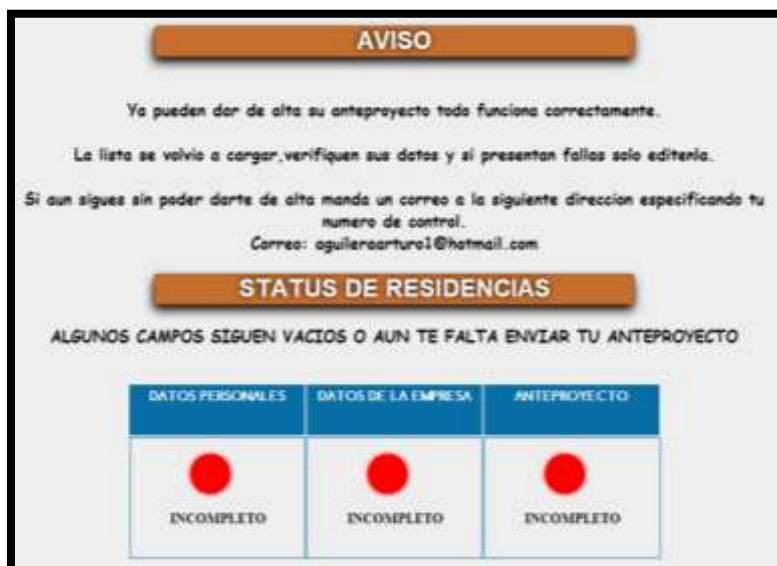 AVISO
Ya pueden dar de alta su anteproyecto todo funciona correctamente.
La lista se volvio a cargar,verifiquen sus datos y si presentan fallas solo editenla.
Si aun sigues sin poder darte de alta manda un correo a la siguiente direccion especificando tu
numero de control.
Correo: aguileraarturo1@hotmail.com
STATUS DE RESIDENCIAS
ALGUNOS CAMPOS SIGUEN VACIOS O AUN TE FALTA ENVIAR TU ANTEPROYECTO
DATOS PERSONALES DATOS DE LA EMPRESA ANTEPROYECTO
INCOMPLETO INCOMPLETO INCOMPLETO